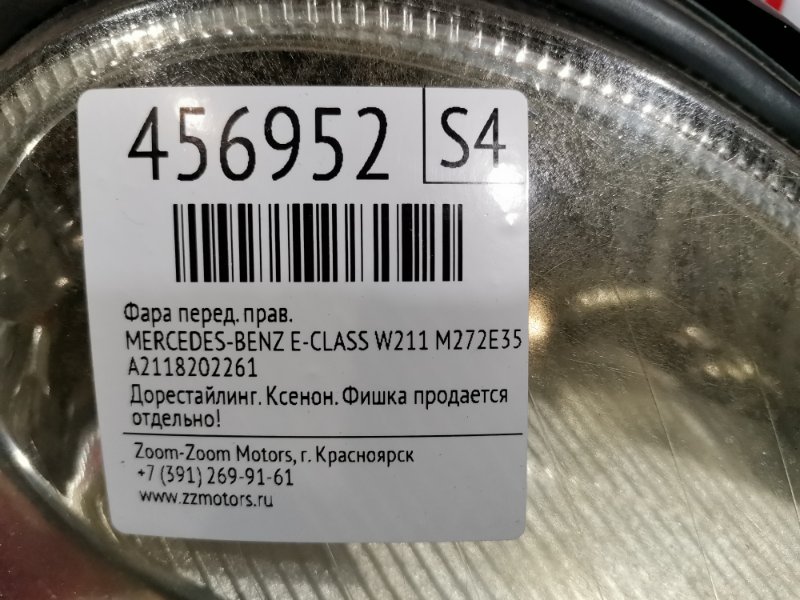 456952 S4
Фара перед. прав.
MERCEDES-BENZ E-CLASS W211 M272E35
A2118202261
Дорестайлинг. Ксенон. Фишка продается
отдельно!
Zoom-Zoom Motors, г. Красноярск
+7 (391) 269-91-61
www.zzmotors.ru